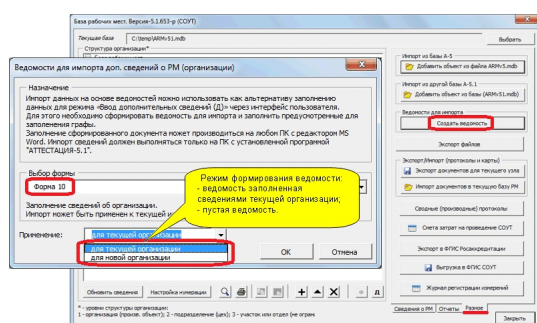 База рабочих мест. Версия-5.1.653-р (СОУТ)
Текущая база
C:\temp\ARMv51.mdb
Выбрать
Структура организации*
Импорт из базы А-5
Добавить объект из файла ARMv5.mdb
Импорт из другой базы А-5.1
Добавить объект из базы (ARMv51.mdb)
Ведомости для импорта
Создать ведомость
Экспорт файлов
Экспорт/Импорт (протоколы и карты)
Экспорт документов для текущего узла
Импорт документов в текущую базу РМ
Сводные (производные) протоколы
Смета затрат на проведение СОУТ
Экспорт в ФГИС Росаккредитации
Выгрузка в ФГИС СОУТ
Журнал регистрации измерений
Сведения о РМ
Отчеты
Разное
Закрыть
Ведомости для импорта доп. сведений о РМ (организации)
Назначение
Импорт данных на основе ведомостей можно использовать как альтернативу заполнению
данных для режима «Ввод дополнительных сведений (Д)» через интерфейс пользователя.
Для этого необходимо сформировать ведомость для импорта и заполнить предусмотренные для
заполнения графы.
Заполнение сформированного документа может производиться на любом ПК с редактором MS
Word. Импорт сведений должен выполняться только на ПК с установленной программой
"АТТЕСТАЦИЯ-5.1".
Выбор формы
Форма 10
Заполнение сведений об организации.
Импорт может быть применен к текущей и
Режим формирования ведомости:
- ведомость заполненная
сведениями текущей организации;
- пустая ведомость.
Применение:
для текущей организации
для текущей организации
для новой организации
ОК
Отмена
Обновить сведения
Настройка нумерации
Д
* - уровни структуры организации:
1 - организация (произв. объект); 2 - подразделение (цех); 3 - участок или отдел (не огран